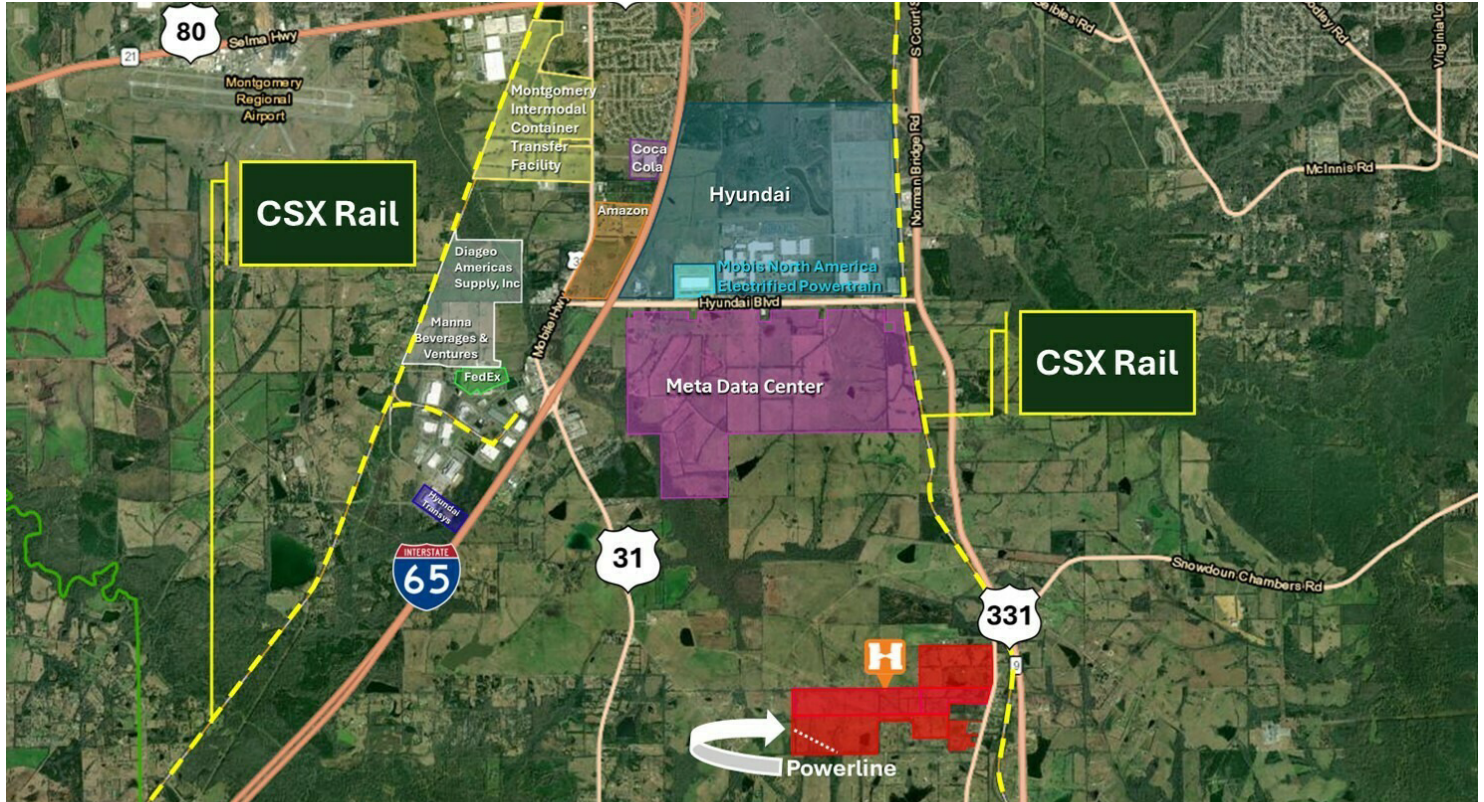 80
Selma Hwy
21
Montgomery
Regional
Airport
Montgomery
Intermodal
Container
Transfer
Facility
Coca
Cola
S Court S
Norman Bridge Rd
Virginia Lo
McInnis Rd
CSX Rail
Hyundai
Amazon
Diageo
Americas
Supply, Inc
3
Mobis North America
Electrified Powertrain
Hyundai Blvd
Mobile Hwy
Manna
Beverages &
Ventures
FedEx
Meta Data Center
CSX Rail
Hyundai
Transys
INTERSTATE
65
31
Snowdoun Chambers Rd
331
9
H
Powerline